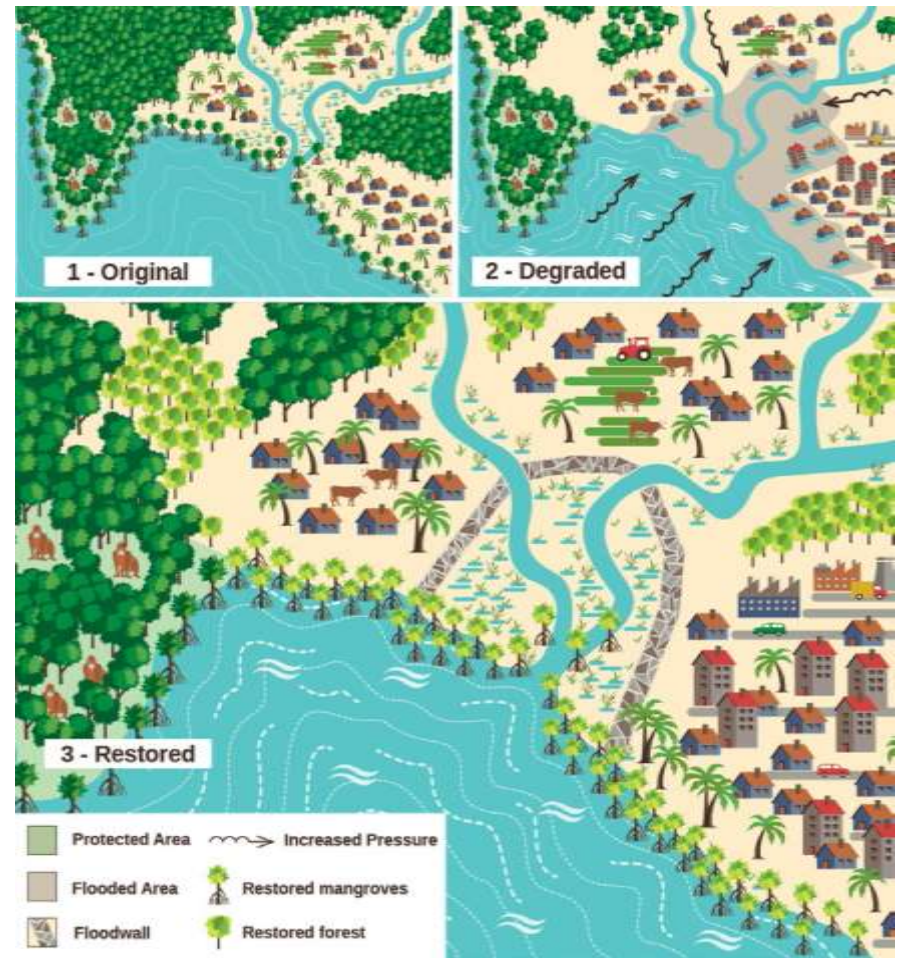 1 - Original
2 - Degraded
3 - Restored
Protected Area
Increased Pressure
Flooded Area
Restored mangroves
Floodwall
Restored forest